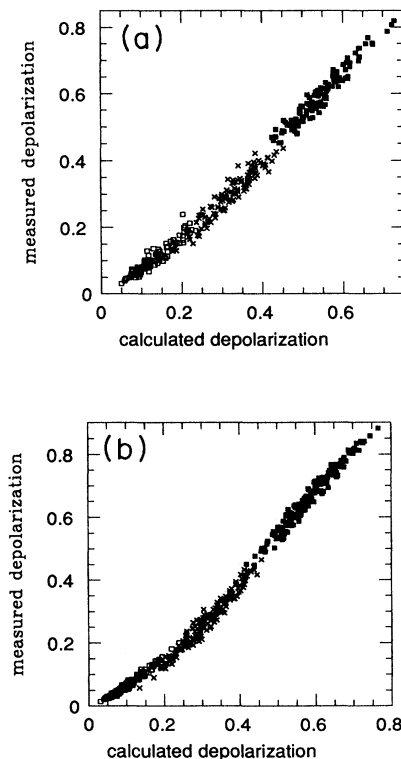 (a)
0.8
0.6
0.4
0.2
0
measured depolarization
0 0.2 0.4 0.6
calculated depolarization
(b)
0.8
0.6
0.4
0.2
0
measured depolarization
0 0.2 0.4 0.6 0.8
calculated depolarization